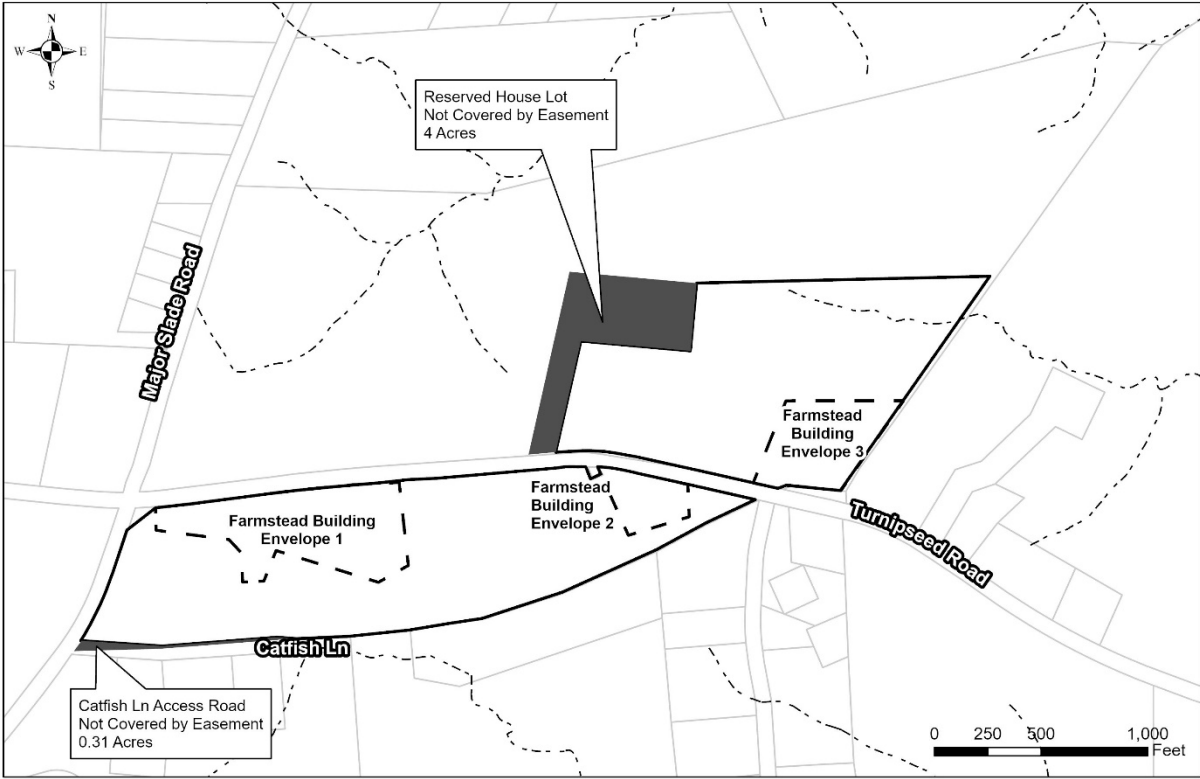 N
W E
S
Reserved House Lot
Not Covered by Easement
4 Acres
Major Slade Road
Farmstead
Building
Envelope 3
Farmstead
Building
Envelope 2
Farmstead Building
Envelope 1
Turnipseed Road
Catfish Ln
Catfish Ln Access Road
Not Covered by Easement
0.31 Acres
0 250 500 1,000
Feet